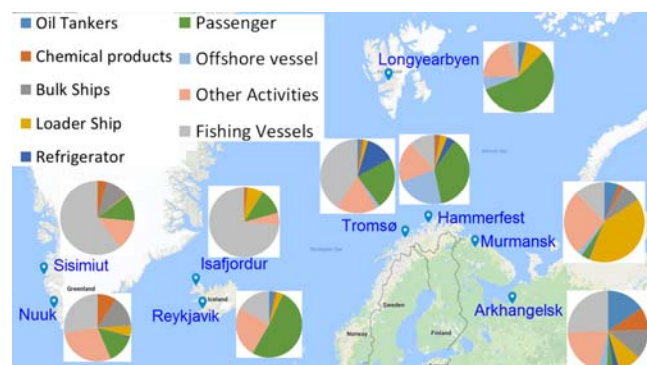 Oil Tankers
Chemical products
Bulk Ships
Loader Ship
Refrigerator
Passenger
Offshore vessel
Other Activities
Fishing Vessels
Longyearbyen
Tromsø
Hammerfest
Murmansk
Sisimiut
Isafjordur
Greenland
Nuuk
Reykjavik
Iceland
Arkhangelsk
Sweden
Norway
Finland